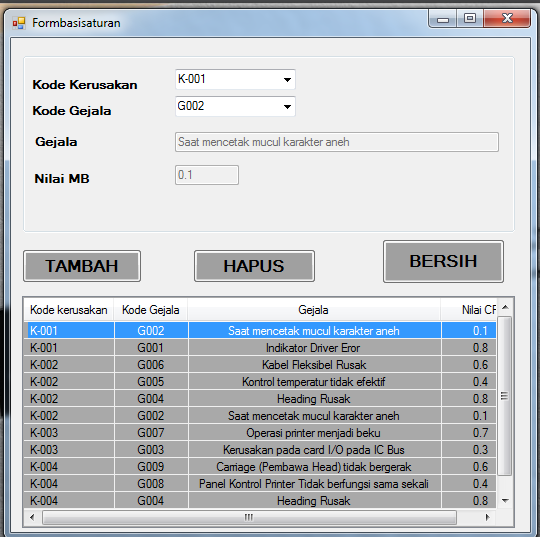 Formbasisaturan
Kode Kerusakan K-001
Kode Gejala G002
Gejala Saat mencetak mucul karakter aneh
Nilai MB 0.1
TAMBAH HAPUS BERSIH
Kode kerusakan Kode Gejala Gejala Nilai CF
K-001 G002 Saat mencetak mucul karakter aneh 0.1
K-001 G001 Indikator Driver Eror 0.8
K-002 G006 Kabel Fleksibel Rusak 0.6
K-002 G005 Kontrol temperatur tidak efektif 0.4
K-002 G004 Heading Rusak 0.8
K-002 G002 Saat mencetak mucul karakter aneh 0.1
K-003 G007 Operasi printer menjadi beku 0.7
K-003 G003 Kerusakan pada card I/O pada IC Bus 0.3
K-004 G009 Carriage (Pembawa Head) tidak bergerak 0.6
K-004 G008 Panel Kontrol Printer Tidak berfungsi sama sekali 0.4
K-004 G004 Heading Rusak 0.8